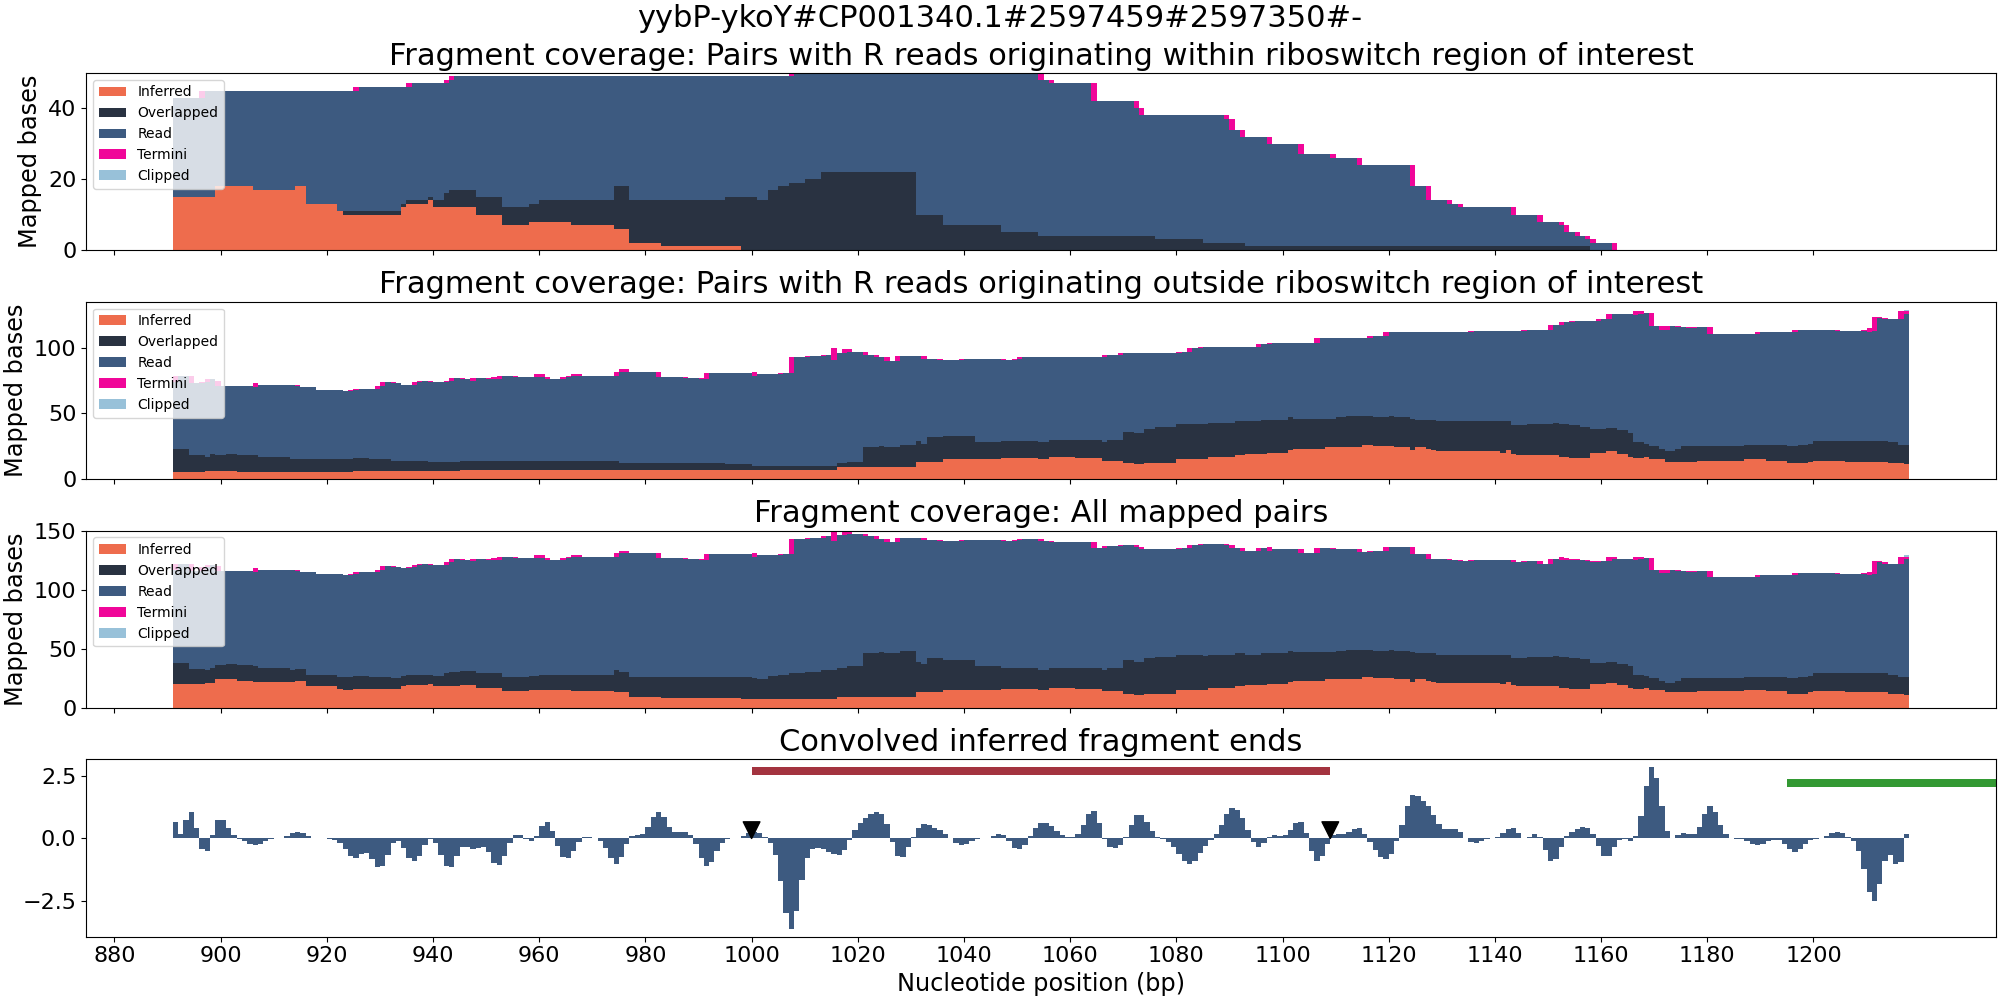 yybP-ykoY#CP001340.1#2597459#2597350#-
Fragment coverage: Pairs with R reads originating within riboswitch region of interest
Mapped bases
40
20
0
Inferred
Overlapped
Read
Termini
Clipped
Fragment coverage: Pairs with R reads originating outside riboswitch region of interest
Mapped bases
100
50
0
Inferred
Overlapped
Read
Termini
Clipped
Fragment coverage: All mapped pairs
Mapped bases
150
100
50
0
Inferred
Overlapped
Read
Termini
Clipped
Convolved inferred fragment ends
2.5
0.0
−2.5
880 900 920 940 960 980 1000 1020 1040 1060 1080 1100 1120 1140 1160 1180 1200
Nucleotide position (bp)